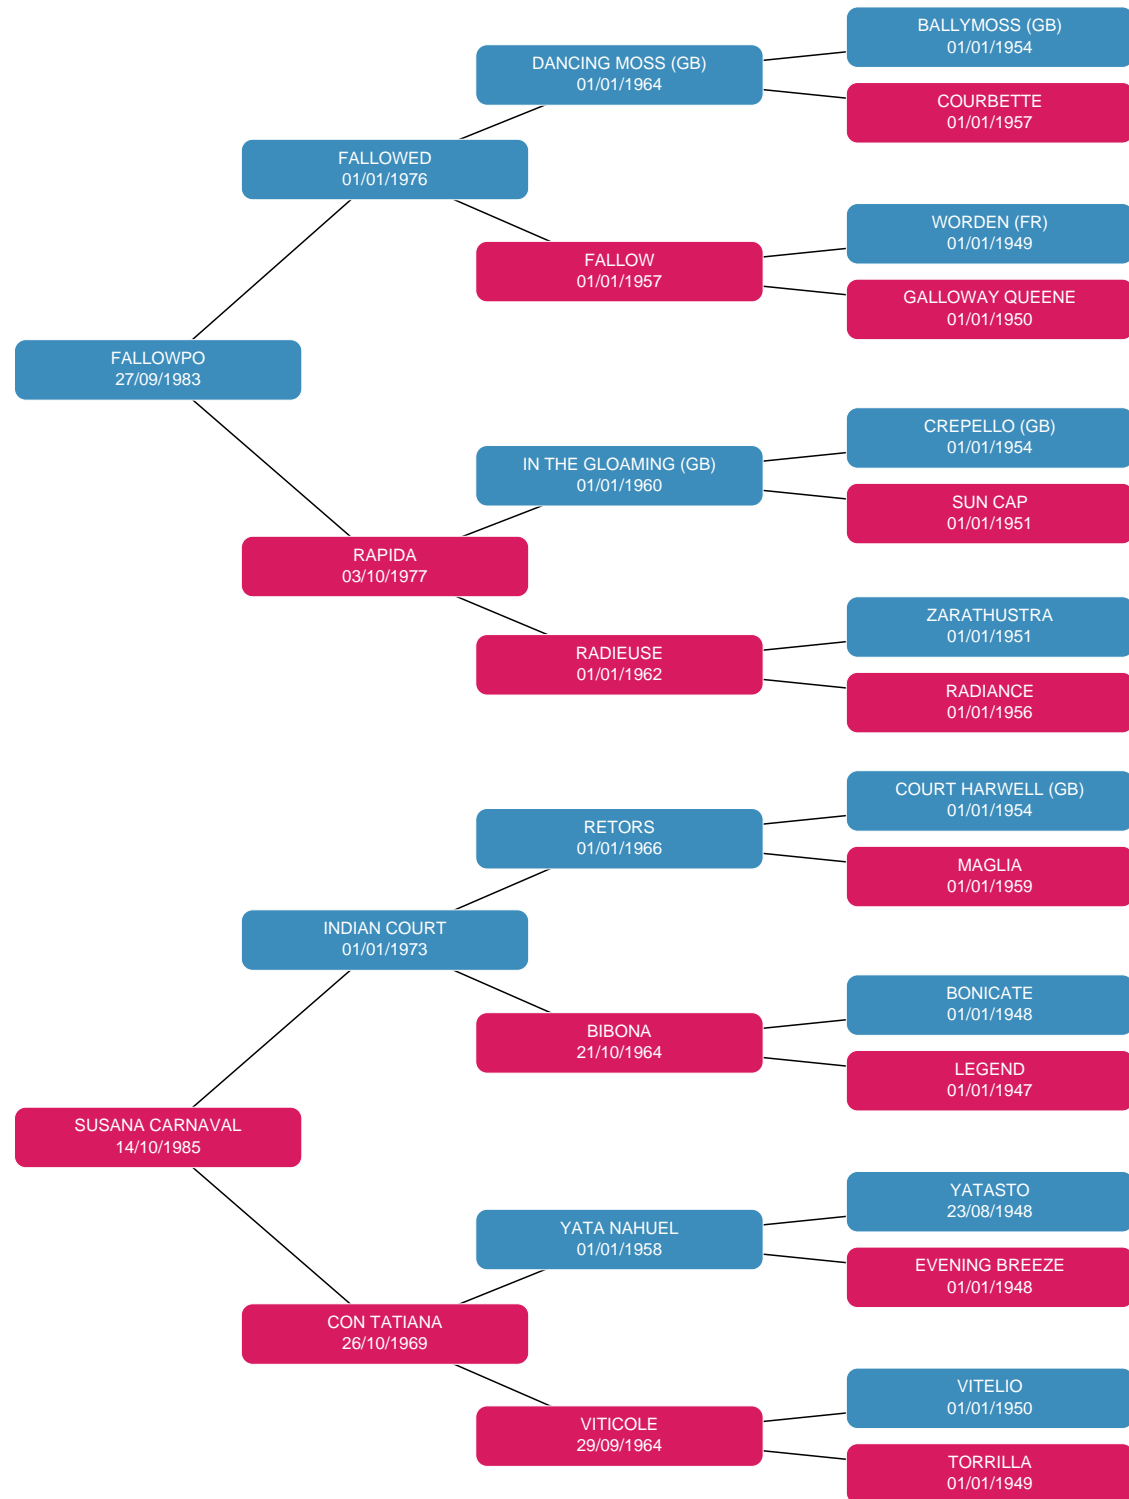 BALLYMOSS (GB)
01/01/1954
DANCING MOSS (GB)
01/01/1964
COURBETTE
01/01/1957
FALLOWED
01/01/1976
WORDEN (FR)
01/01/1949
FALLOW
01/01/1957
GALLOWAY QUEENE
01/01/1950
FALLOWPO
27/09/1983
CREPELLO (GB)
01/01/1954
IN THE GLOAMING (GB)
01/01/1960
SUN CAP
01/01/1951
RAPIDA
03/10/1977
ZARATHUSTRA
01/01/1951
RADIEUSE
01/01/1962
RADIANCE
01/01/1956
COURT HARWELL (GB)
01/01/1954
RETORS
01/01/1966
MAGLIA
01/01/1959
INDIAN COURT
01/01/1973
BONICATE
01/01/1948
BIBONA
21/10/1964
LEGEND
01/01/1947
SUSANA CARNAVAL
14/10/1985
YATASTO
23/08/1948
YATA NAHUEL
01/01/1958
EVENING BREEZE
01/01/1948
CON TATIANA
26/10/1969
VITELIO
01/01/1950
VITICOLE
29/09/1964
TORRILLA
01/01/1949